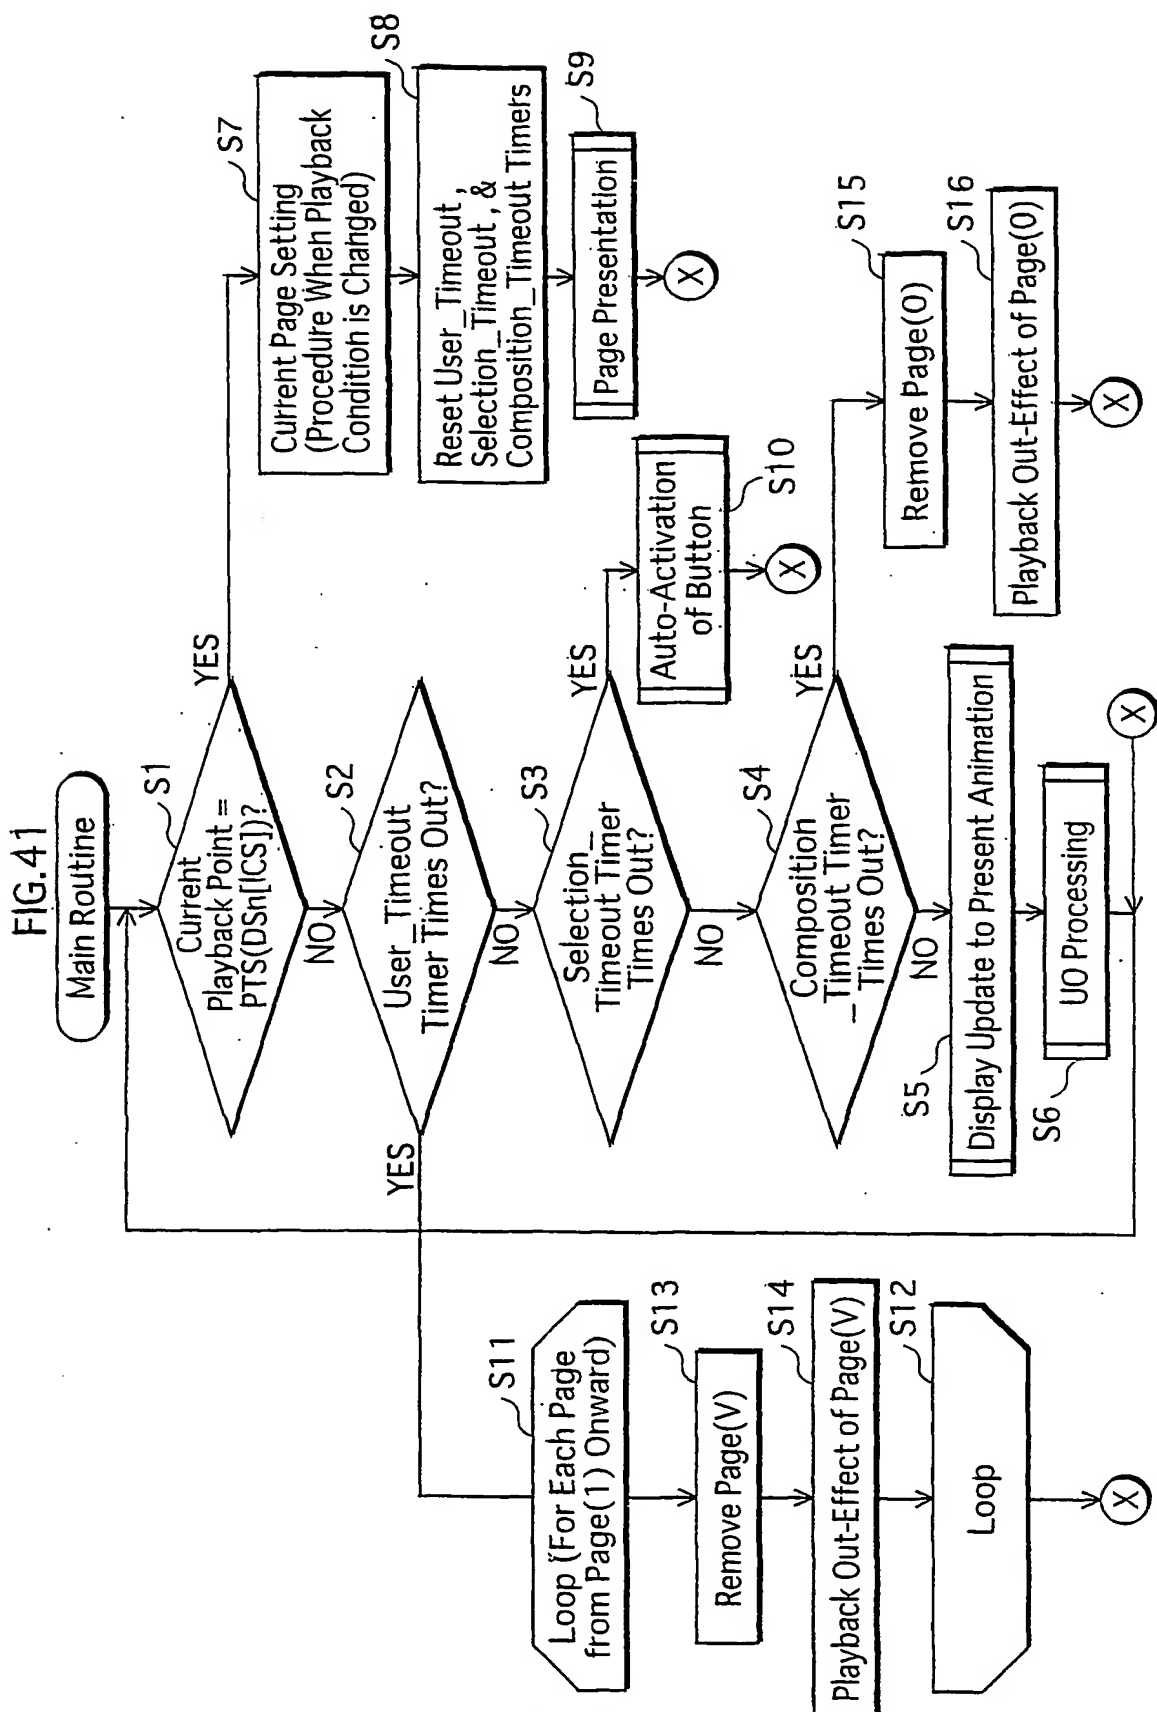 FIG.41
Main Routine
S1
Current
Playback Point =
PTS(DSn[ICS])?
YES
NO
S7
Current Page Setting
(Procedure When Playback
Condition is Changed)
S8
Reset User_Timeout,
Selection_Timeout, &
Composition_Timeout Timers
S9
Page Presentation
X
S2
User_Timeout
Timer Times Out?
YES
NO
S3
Selection_
Timeout Timer
Times Out?
YES
NO
S10
Auto-Activation
of Button
X
S4
Composition
_Timeout Timer
Times Out?
YES
NO
S15
Remove Page(0)
S16
Playback Out-Effect of Page(0)
X
S5
Display Update to Present Animation
S6
UO Processing
X
S11
Loop (For Each Page
from Page(1) Onward)
S13
Remove Page(V)
S14
Playback Out-Effect of Page(V)
S12
Loop
X